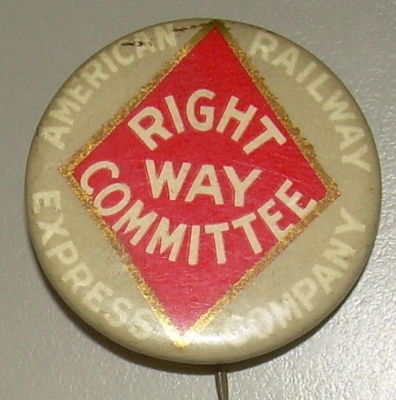 AMERICAN RAILWAY
EXPRESS COMPANY
RIGHT
WAY
COMMITTEE